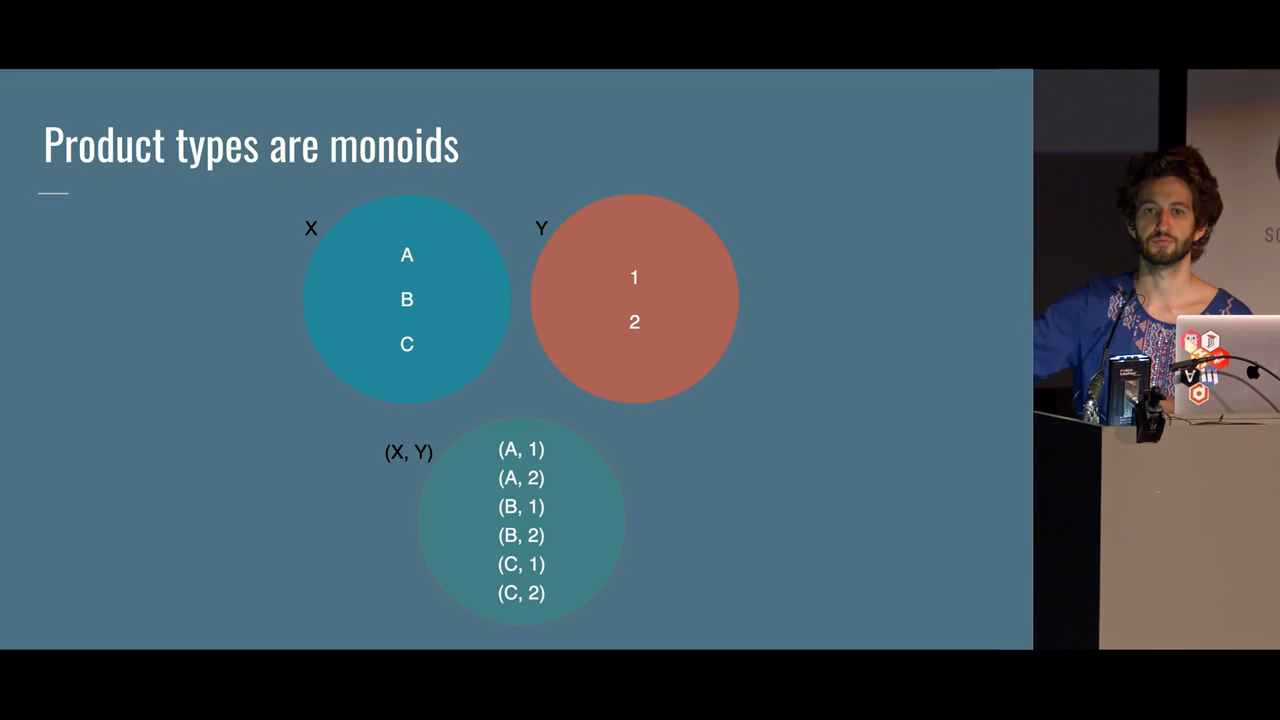 Product types are monoids
X
A
B
C
Y
1
2
(X, Y)
(A, 1)
(A, 2)
(B, 1)
(B, 2)
(C, 1)
(C, 2)